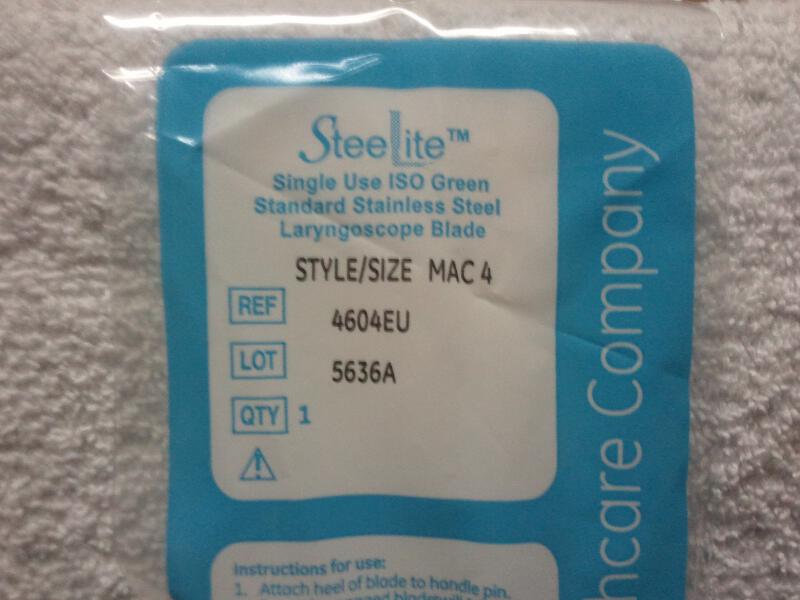 SteeLite™
Single Use ISO Green
Standard Stainless Steel
Laryngoscope Blade
STYLE/SIZE MAC 4
REF 4604EU
LOT 5636A
QTY 1
Instructions for use:
1. Attach heel of blade to handle pin.
hcare Company